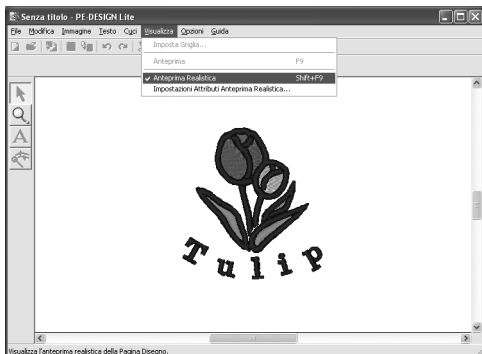 Senza titolo - PE-DESIGN Lite
File Modifica Immagine Testo Cuci Visualizza Opzioni Guida
Imposta Griglia...
Anteprima F9
Anteprima Realistica Shift+F9
Impostazioni Attributi Anteprima Realistica...
A
Tulip
Visualizza l'anteprima realistica della Pagina Disegno.